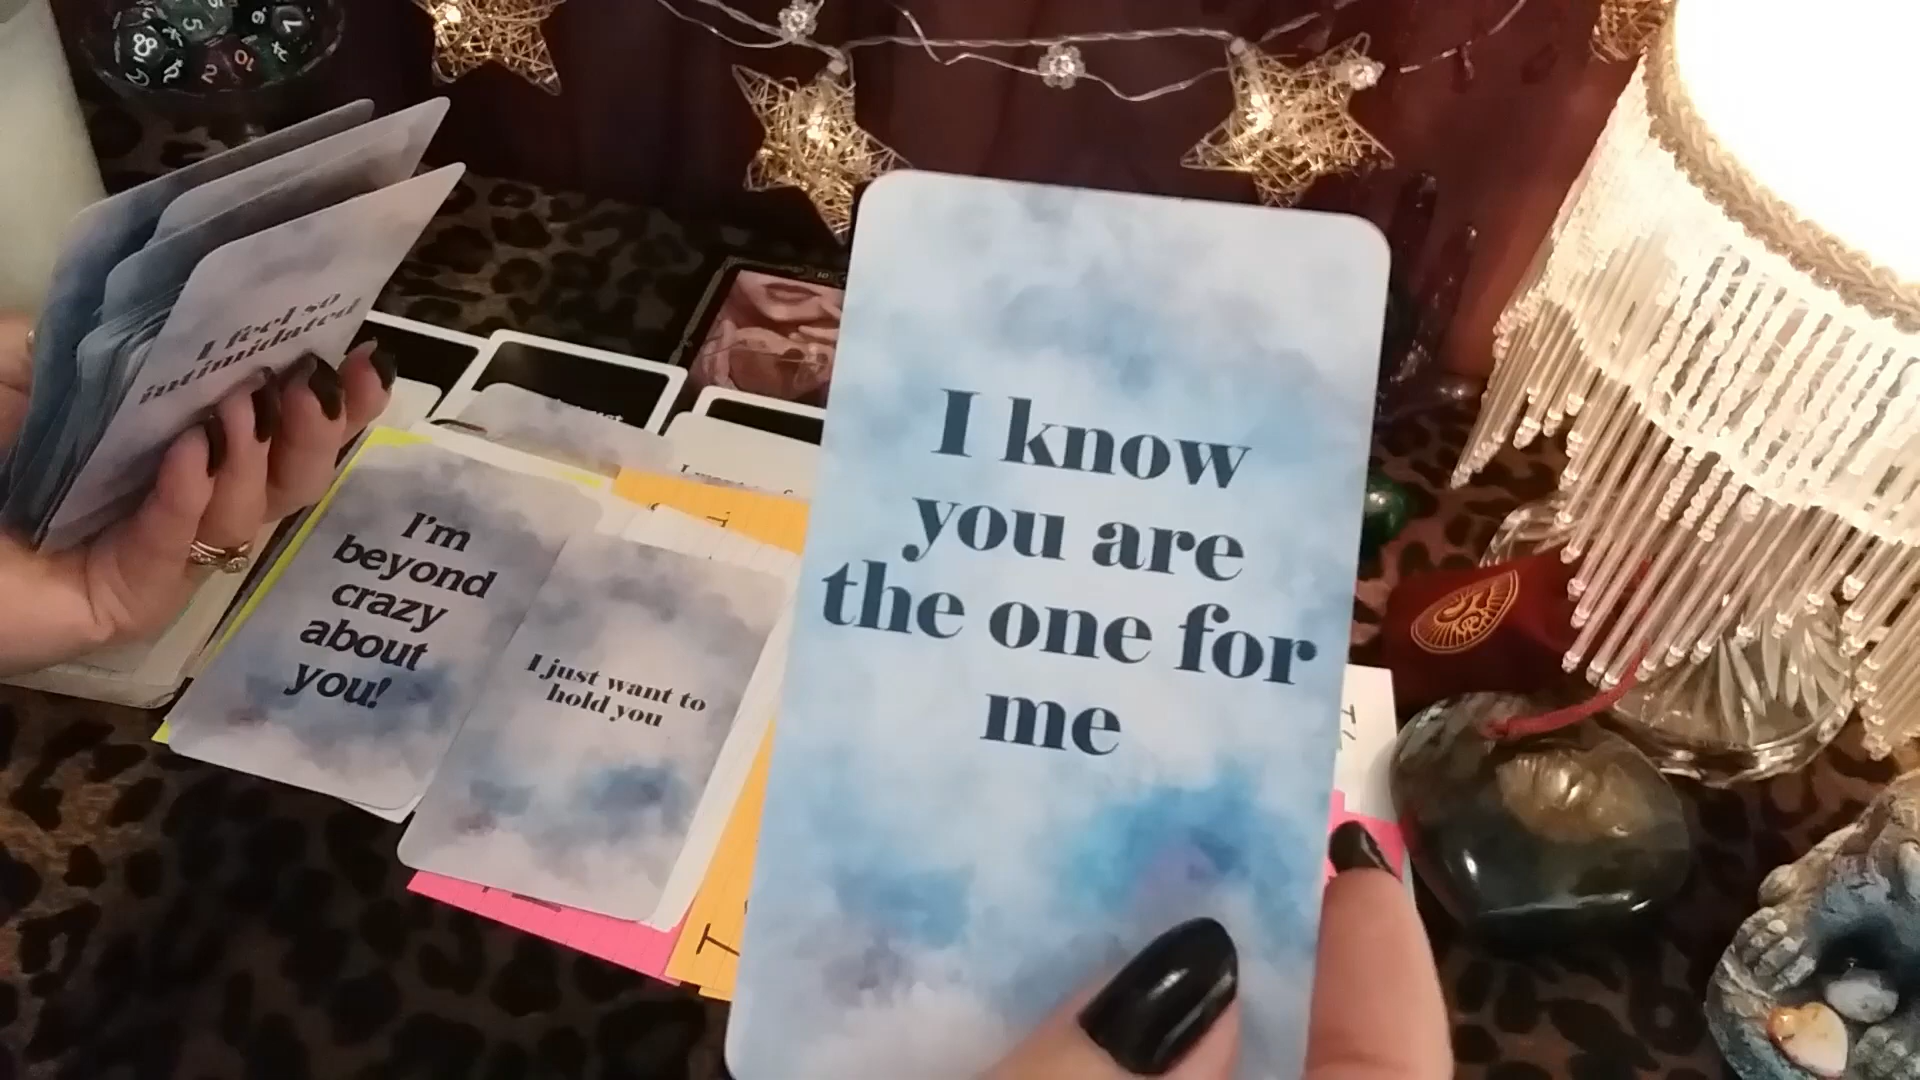 I feel so
intimidated
I'm
beyond
crazy
about
you!
I just want to
hold you
I know
you are
the one for
me